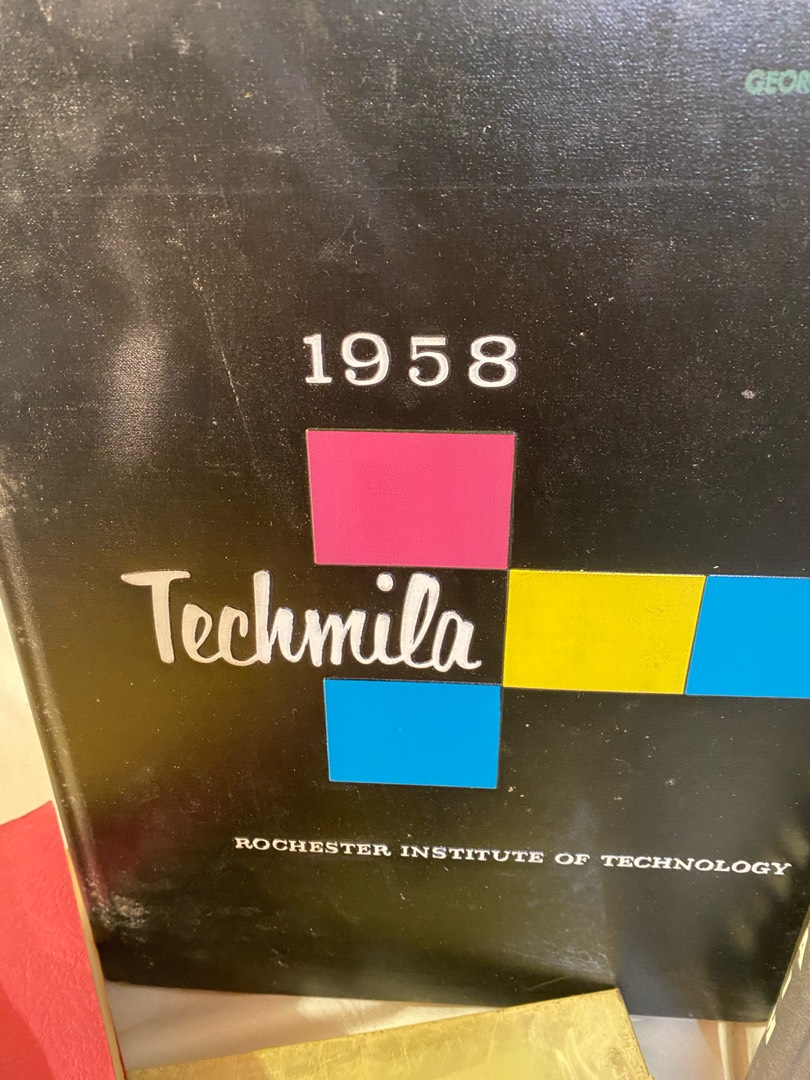 1958
Techmila
ROCHESTER INSTITUTE OF TECHNOLOGY